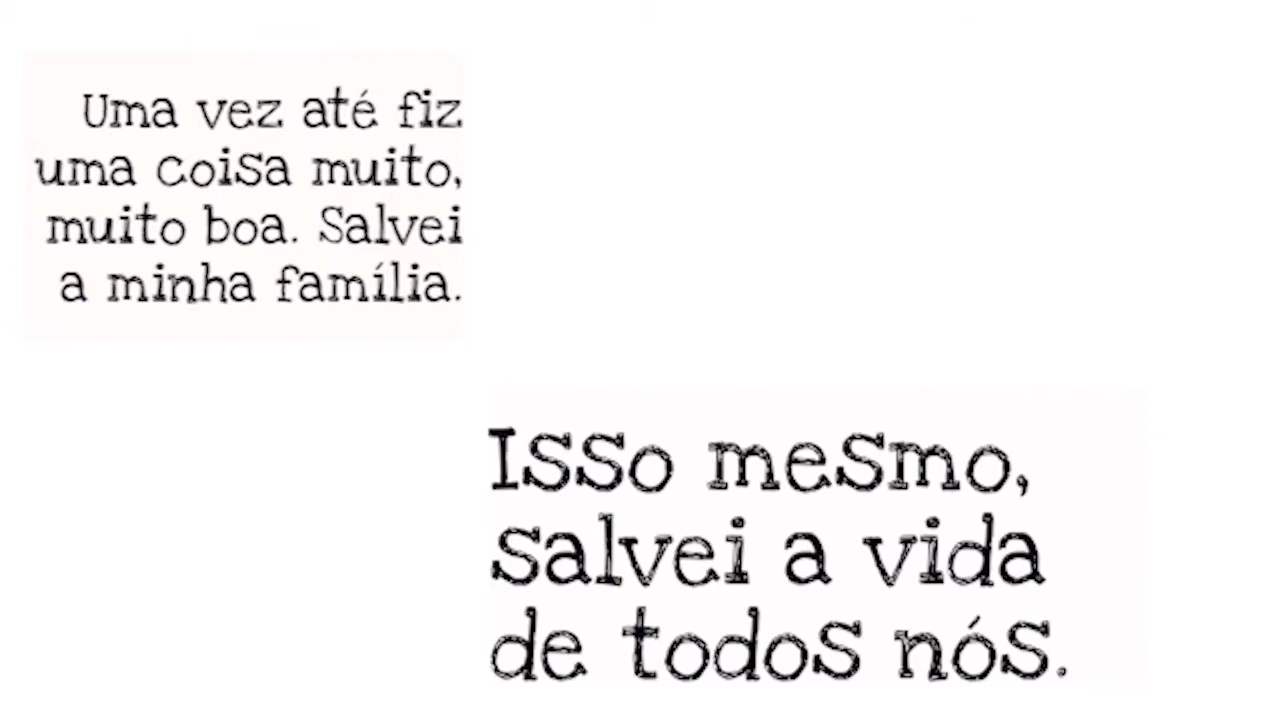 Uma vez até fiz
uma coisa muito,
muito boa. Salvei
a minha família.
Isso mesmo,
salvei a vida
de todos nós.